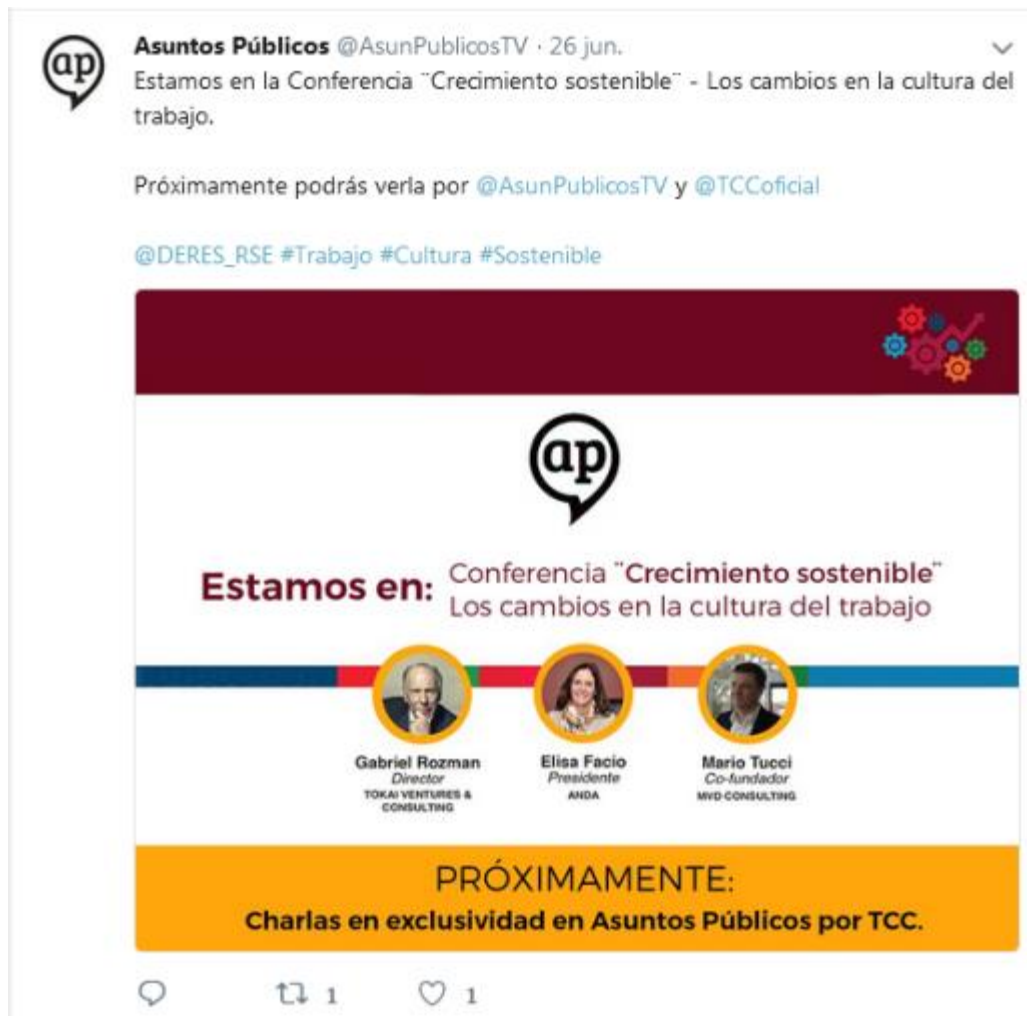 ap
Asuntos Públicos @AsunPublicosTV · 26 jun.
Estamos en la Conferencia ¨Crecimiento sostenible¨ - Los cambios en la cultura del
trabajo.
Próximamente podrás verla por @AsunPublicosTV y @TCCoficial
@DERES_RSE #Trabajo #Cultura #Sostenible
ap
Estamos en: Conferencia ¨Crecimiento sostenible¨
Los cambios en la cultura del trabajo
Gabriel Rozman
Director
TOKAI VENTURES &
CONSULTING
Elisa Facio
Presidente
ANDA
Mario Tucci
Co-fundador
MVD CONSULTING
PRÓXIMAMENTE:
Charlas en exclusividad en Asuntos Públicos por TCC.
1 1